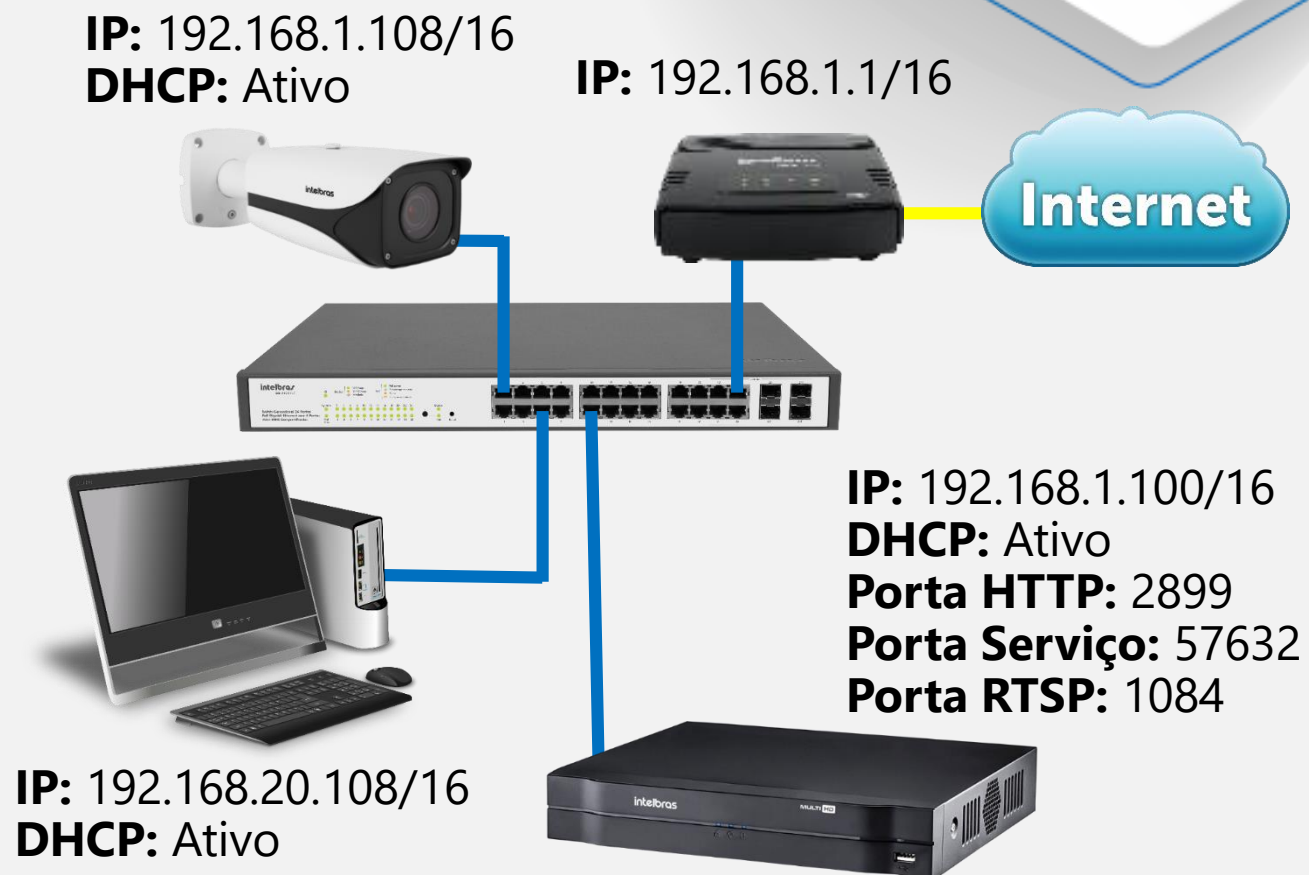 IP: 192.168.1.108/16
DHCP: Ativo
IP: 192.168.1.1/16
intelbras
Internet
intelbras
IP: 192.168.1.100/16
DHCP: Ativo
Porta HTTP: 2899
Porta Serviço: 57632
Porta RTSP: 1084
IP: 192.168.20.108/16
DHCP: Ativo
intelbras
MULTI HD